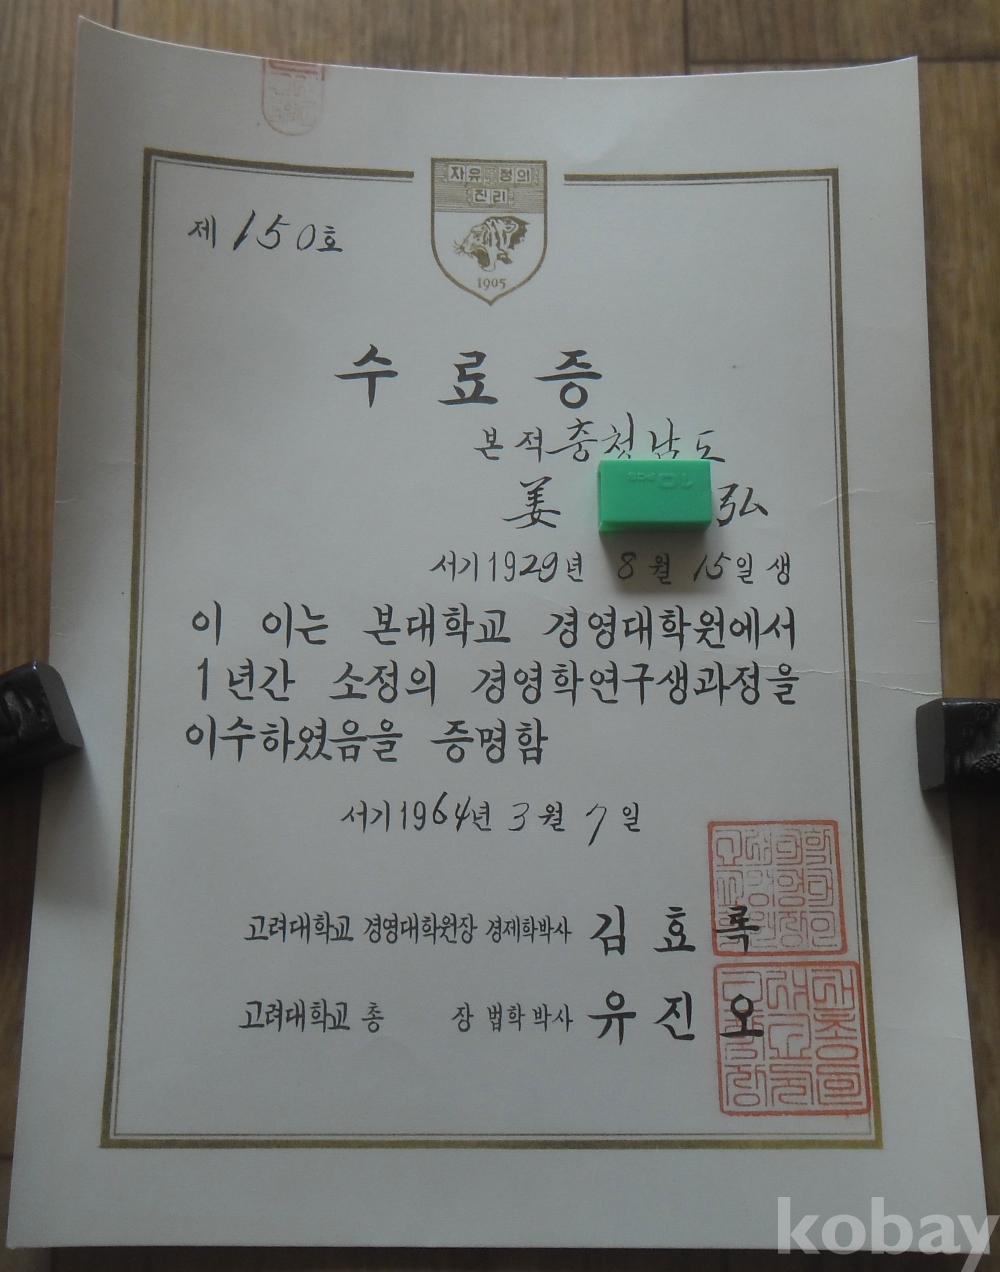 자유 정의
진리
1905
제 150호
수료증
본적 충청남도
姜 弘
서기 1929년 8월 15일 생
이 이는 본대학교 경영대학원에서
1년간 소정의 경영학연구생과정을
이수하였음을 증명함
서기 1964년 3월 7일
고려대학교 경영대학원장 경제학박사 김효록
고려대학교 총 장 법학박사 유진오
kobay